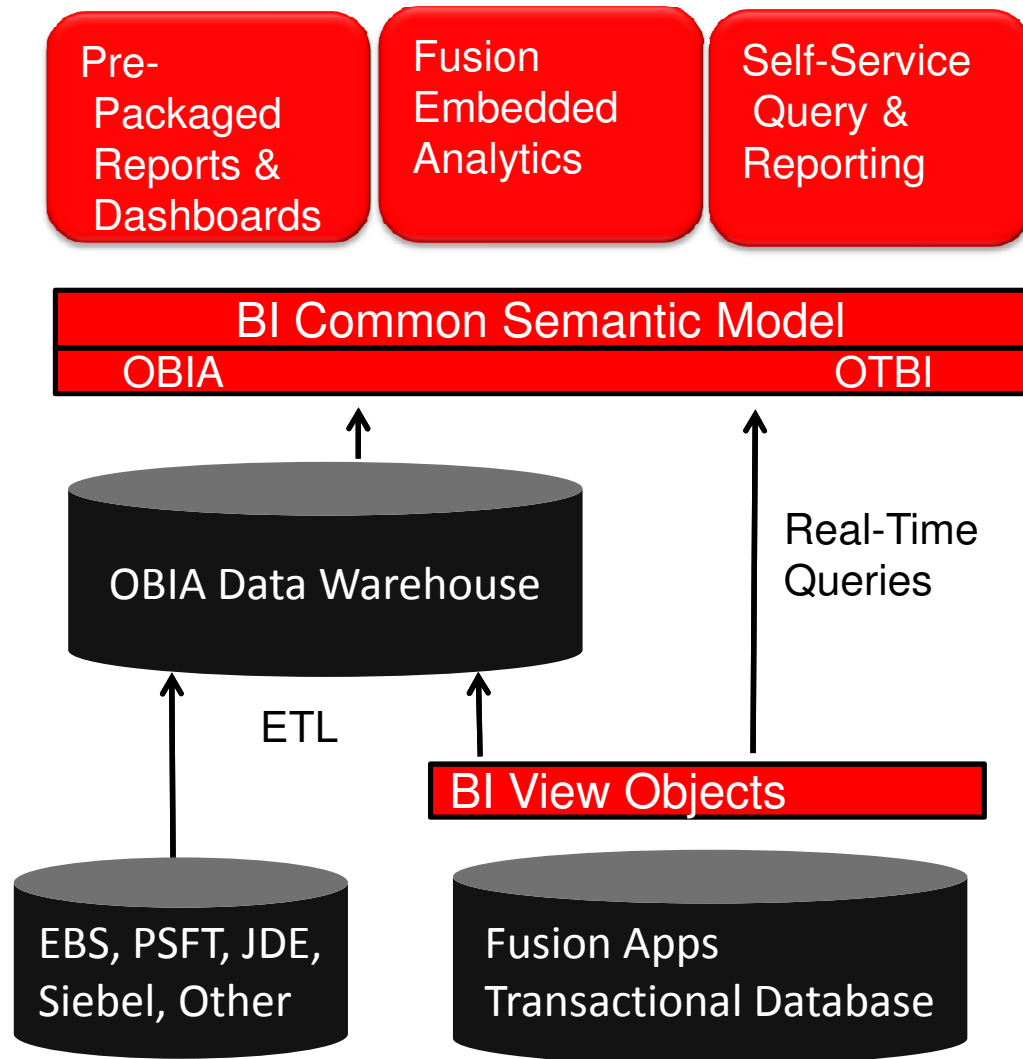 Pre-
Packaged
Reports &
Dashboards
Fusion
Embedded
Analytics
Self-Service
Query &
Reporting
BI Common Semantic Model
OBIA
OTBI
OBIA Data Warehouse
Real-Time
Queries
ETL
BI View Objects
EBS, PSFT, JDE,
Siebel, Other
Fusion Apps
Transactional Database